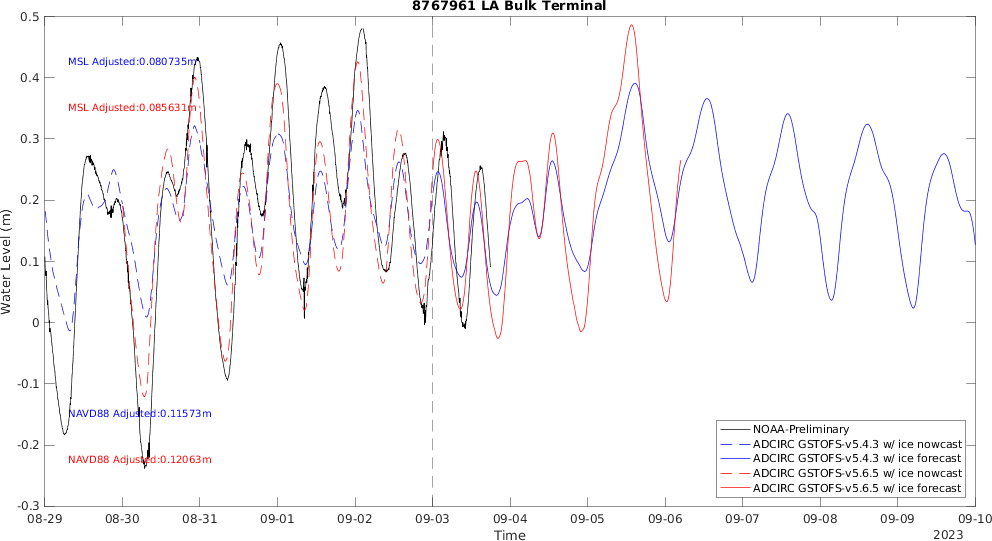 8767961 LA Bulk Terminal
0.5
0.4
0.3
0.2
0.1
0
-0.1
-0.2
-0.3
Water Level (m)
MSL Adjusted:0.080735m
MSL Adjusted:0.085631m
NAVD88 Adjusted:0.11573m
NAVD88 Adjusted:0.12063m
NOAA-Preliminary
ADCIRC GSTOFS-v5.4.3 w/ ice nowcast
ADCIRC GSTOFS-v5.4.3 w/ ice forecast
ADCIRC GSTOFS-v5.6.5 w/ ice nowcast
ADCIRC GSTOFS-v5.6.5 w/ ice forecast
08-29 08-30 08-31 09-01 09-02 09-03 09-04 09-05 09-06 09-07 09-08 09-09 09-10
Time
2023